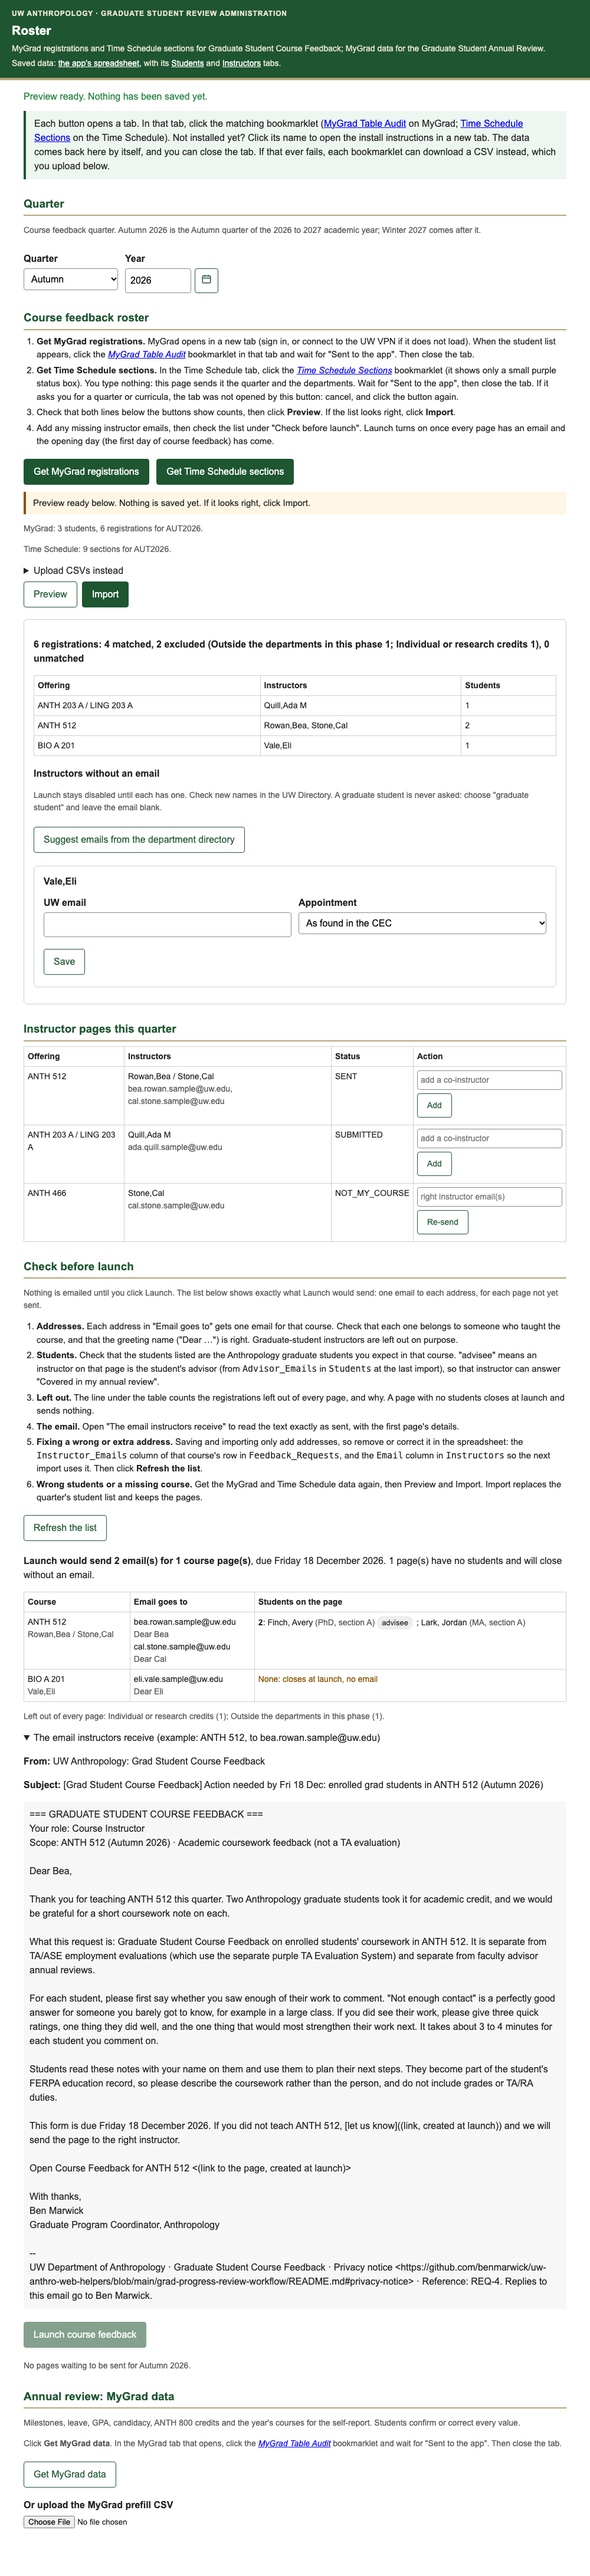 UW ANTHROPOLOGY · GRADUATE STUDENT REVIEW ADMINISTRATION
Roster
MyGrad registrations and Time Schedule sections for Graduate Student Course Feedback; MyGrad data for the Graduate Student Annual Review.
Saved data: the app's spreadsheet, with its Students and Instructors tabs.
Preview ready. Nothing has been saved yet.
Each button opens a tab. In that tab, click the matching bookmarklet (MyGrad Table Audit on MyGrad; Time Schedule
Sections on the Time Schedule). Not installed yet? Click its name to open the install instructions in a new tab. The data
comes back here by itself, and you can close the tab. If that ever fails, each bookmarklet can download a CSV instead, which
you upload below.
Quarter
Course feedback quarter. Autumn 2026 is the Autumn quarter of the 2026 to 2027 academic year; Winter 2027 comes after it.
Quarter Year
Autumn 2026
Course feedback roster
1. Get MyGrad registrations. MyGrad opens in a new tab (sign in, or connect to the UW VPN if it does not load). When the student list
appears, click the MyGrad Table Audit bookmarklet in that tab and wait for "Sent to the app". Then close the tab.
2. Get Time Schedule sections. In the Time Schedule tab, click the Time Schedule Sections bookmarklet (it shows only a small purple
status box). You type nothing: this page sends it the quarter and the departments. Wait for "Sent to the app", then close the tab. If it
asks you for a quarter or curricula, the tab was not opened by this button: cancel, and click the button again.
3. Check that both lines below the buttons show counts, then click Preview. If the list looks right, click Import.
4. Add any missing instructor emails, then check the list under "Check before launch". Launch turns on once every page has an email and
the opening day (the first day of course feedback) has come.
Get MyGrad registrations Get Time Schedule sections
Preview ready below. Nothing is saved yet. If it looks right, click Import.
MyGrad: 3 students, 6 registrations for AUT2026.
Time Schedule: 9 sections for AUT2026.
▶ Upload CSVs instead
Preview Import
6 registrations: 4 matched, 2 excluded (Outside the departments in this phase 1; Individual or research credits 1), 0
unmatched
Offering Instructors Students
ANTH 203 A / LING 203 A Quill,Ada M 1
ANTH 512 Rowan,Bea, Stone,Cal 2
BIO A 201 Vale,Eli 1
Instructors without an email
Launch stays disabled until each has one. Check new names in the UW Directory. A graduate student is never asked: choose "graduate
student" and leave the email blank.
Suggest emails from the department directory
Vale,Eli
UW email Appointment
As found in the CEC
Save
Instructor pages this quarter
Offering Instructors Status Action
ANTH 512 Rowan,Bea / Stone,Cal SENT add a co-instructor
bea.rowan.sample@uw.edu,
cal.stone.sample@uw.edu
Add
ANTH 203 A / LING 203 Quill,Ada M SUBMITTED add a co-instructor
A ada.quill.sample@uw.edu
Add
ANTH 466 Stone,Cal NOT_MY_COURSE right instructor email(s)
cal.stone.sample@uw.edu
Re-send
Check before launch
Nothing is emailed until you click Launch. The list below shows exactly what Launch would send: one email to each address, for each page not yet
sent.
1. Addresses. Each address in "Email goes to" gets one email for that course. Check that each one belongs to someone who taught the
course, and that the greeting name ("Dear …") is right. Graduate-student instructors are left out on purpose.
2. Students. Check that the students listed are the Anthropology graduate students you expect in that course. "advisee" means an
instructor on that page is the student's advisor (from Advisor_Emails in Students at the last import), so that instructor can answer
"Covered in my annual review".
3. Left out. The line under the table counts the registrations left out of every page, and why. A page with no students closes at launch and
sends nothing.
4. The email. Open "The email instructors receive" to read the text exactly as sent, with the first page's details.
5. Fixing a wrong or extra address. Saving and importing only add addresses, so remove or correct it in the spreadsheet: the
Instructor_Emails column of that course's row in Feedback_Requests, and the Email column in Instructors so the next
import uses it. Then click Refresh the list.
6. Wrong students or a missing course. Get the MyGrad and Time Schedule data again, then Preview and Import. Import replaces the
quarter's student list and keeps the pages.
Refresh the list
Launch would send 2 email(s) for 1 course page(s), due Friday 18 December 2026. 1 page(s) have no students and will close
without an email.
Course Email goes to Students on the page
ANTH 512 bea.rowan.sample@uw.edu 2: Finch, Avery (PhD, section A) advisee ; Lark, Jordan (MA, section A)
Rowan,Bea / Stone,Cal Dear Bea
cal.stone.sample@uw.edu
Dear Cal
BIO A 201 eli.vale.sample@uw.edu None: closes at launch, no email
Vale,Eli Dear Eli
Left out of every page: Individual or research credits (1); Outside the departments in this phase (1).
▼ The email instructors receive (example: ANTH 512, to bea.rowan.sample@uw.edu)
From: UW Anthropology: Grad Student Course Feedback
Subject: [Grad Student Course Feedback] Action needed by Fri 18 Dec: enrolled grad students in ANTH 512 (Autumn 2026)
=== GRADUATE STUDENT COURSE FEEDBACK ===
Your role: Course Instructor
Scope: ANTH 512 (Autumn 2026) · Academic coursework feedback (not a TA evaluation)
Dear Bea,
Thank you for teaching ANTH 512 this quarter. Two Anthropology graduate students took it for academic credit, and we would
be grateful for a short coursework note on each.
What this request is: Graduate Student Course Feedback on enrolled students' coursework in ANTH 512. It is separate from
TA/ASE employment evaluations (which use the separate purple TA Evaluation System) and separate from faculty advisor
annual reviews.
For each student, please first say whether you saw enough of their work to comment. "Not enough contact" is a perfectly good
answer for someone you barely got to know, for example in a large class. If you did see their work, please give three quick
ratings, one thing they did well, and the one thing that would most strengthen their work next. It takes about 3 to 4 minutes for
each student you comment on.
Students read these notes with your name on them and use them to plan their next steps. They become part of the student's
FERPA education record, so please describe the coursework rather than the person, and do not include grades or TA/RA
duties.
This form is due Friday 18 December 2026. If you did not teach ANTH 512, [let us know]((link, created at launch)) and we will
send the page to the right instructor.
Open Course Feedback for ANTH 512 <(link to the page, created at launch)>
With thanks,
Ben Marwick
Graduate Program Coordinator, Anthropology
--
UW Department of Anthropology · Graduate Student Course Feedback · Privacy notice <https://github.com/benmarwick/uw-
anthro-web-helpers/blob/main/grad-progress-review-workflow/README.md#privacy-notice> · Reference: REQ-4. Replies to
this email go to Ben Marwick.
Launch course feedback
No pages waiting to be sent for Autumn 2026.
Annual review: MyGrad data
Milestones, leave, GPA, candidacy, ANTH 800 credits and the year's courses for the self-report. Students confirm or correct every value.
Click Get MyGrad data. In the MyGrad tab that opens, click the MyGrad Table Audit bookmarklet and wait for "Sent to the app". Then close the tab.
Get MyGrad data
Or upload the MyGrad prefill CSV
Choose File No file chosen